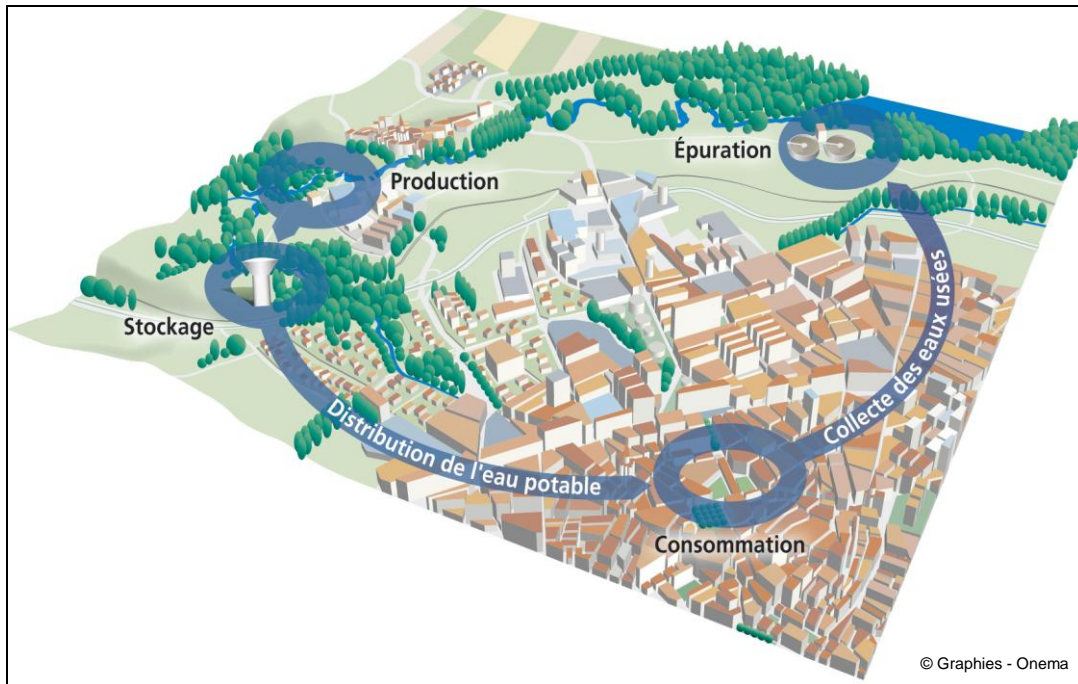 Épuration
Production
Stockage
Distribution de l'eau potable
Collecte des eaux usées
Consommation
© Graphies - Onema